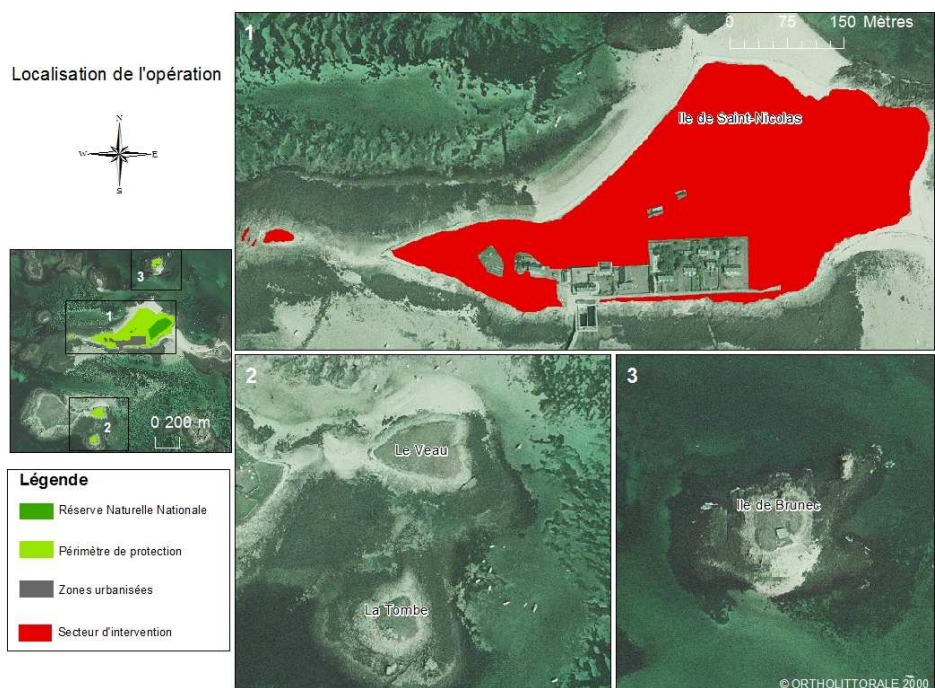 Localisation de l'opération
N
W E
S
3
1
2
0 200 m
Légende
Réserve Naturelle Nationale
Périmètre de protection
Zones urbanisées
Secteur d'intervention
1
0 75 150 Mètres
Ile de Saint-Nicolas
2
Le Veau
La Tombe
3
Ile de Brunec
© ORTHOLITTORALE 2000